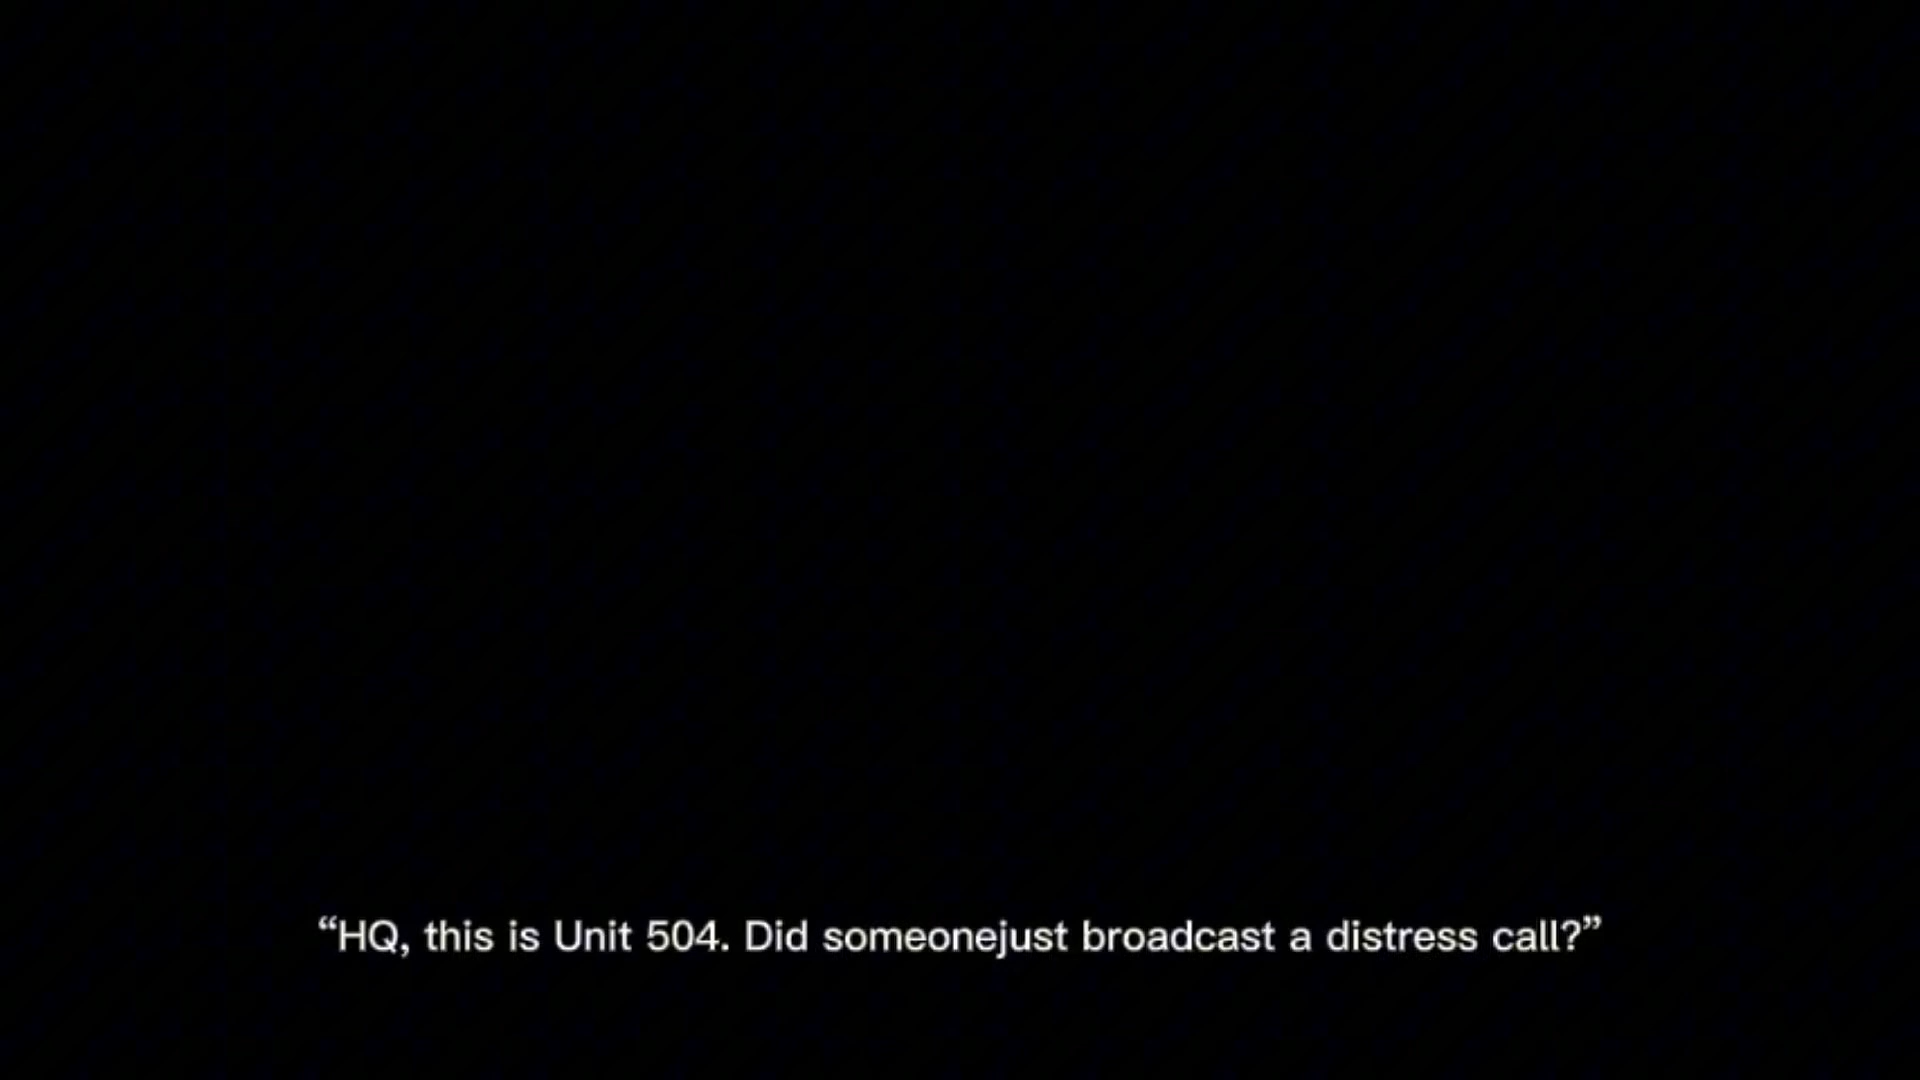 “HQ, this is Unit 504. Did someonejust broadcast a distress call?”